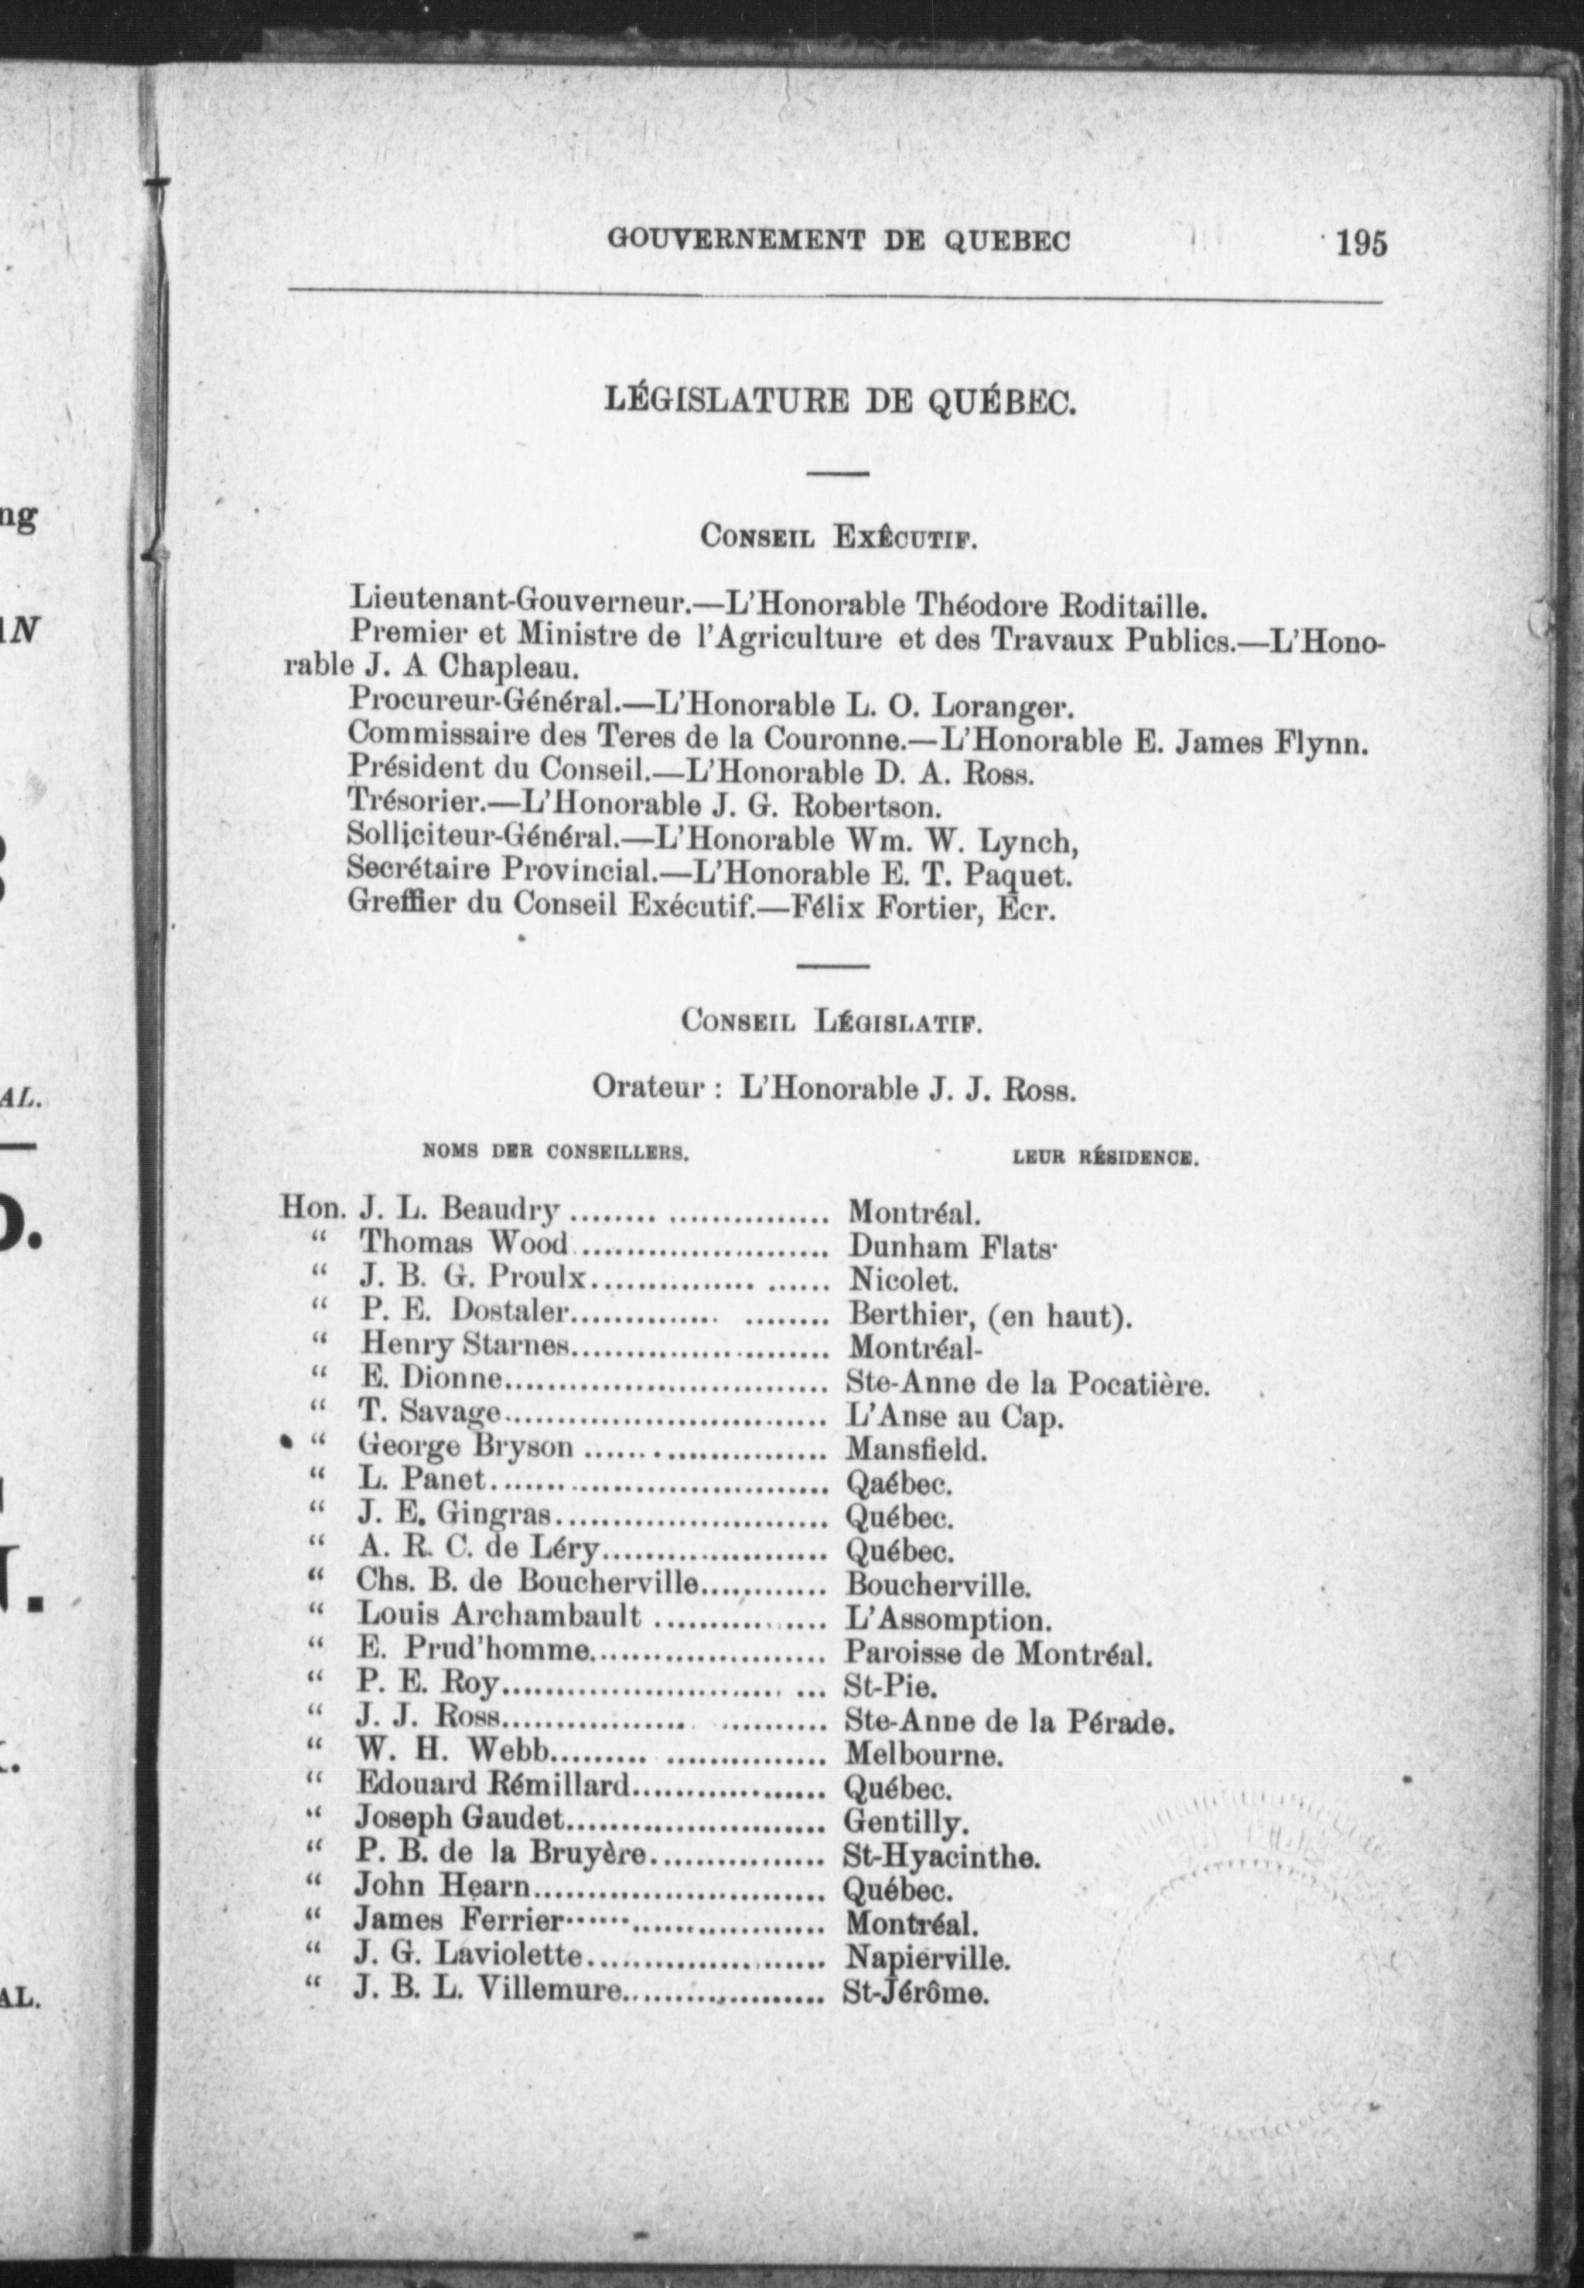 GOUVERNEMENT DE QUEBEC 195
LÉGISLATURE DE QUÉBEC.
CONSEIL EXÊCUTIF.
Lieutenant-Gouverneur.—L'Honorable Théodore Roditaille.
Premier et Ministre de l'Agriculture et des Travaux Publics.—L'Hono-
rable J. A Chapleau.
Procureur-Général.—L'Honorable L. O. Loranger.
Commissaire des Teres de la Couronne.—L'Honorable E. James Flynn.
Président du Conseil.—L'Honorable D. A. Ross.
Trésorier.—L'Honorable J. G. Robertson.
Solliciteur-Général.—L'Honorable Wm. W. Lynch,
Secrétaire Provincial.—L'Honorable E. T. Paquet.
Greffier du Conseil Exécutif.—Félix Fortier, Ecr.
CONSEIL LÉGISLATIF.
Orateur : L'Honorable J. J. Ross.
NOMS DER CONSEILLERS. LEUR RÉSIDENCE.
Hon. J. L. Beaudry ........ ............... Montréal.
“ Thomas Wood ........................ Dunham Flats·
“ J. B. G. Proulx............... ...... Nicolet.
“ P. E. Dostaler.............. ........ Berthier, (en haut).
“ Henry Starnes......................... Montréal-
“ E. Dionne............................... Ste-Anne de la Pocatière.
“ T. Savage............................... L'Anse au Cap.
“ George Bryson ....................... Mansfield.
“ L. Panet................................ Qaébec.
“ J. E. Gingras.......................... Québec.
“ A. R. C. de Léry...................... Québec.
“ Chs. B. de Boucherville............ Boucherville.
“ Louis Archambault ................ L'Assomption.
“ E. Prud'homme....................... Paroisse de Montréal.
“ P. E. Roy.......................... ... St-Pie.
“ J. J. Ross................. .......... Ste-Anne de la Pérade.
“ W. H. Webb......... ............... Melbourne.
“ Edouard Rémillard.................. Québec.
“ Joseph Gaudet........................ Gentilly.
“ P. B. de la Bruyère................. St-Hyacinthe.
“ John Hearn............................ Québec.
“ James Ferrier......................... Montréal.
“ J. G. Laviolette....................... Napierville.
“ J. B. L. Villemure.................... St-Jérôme.
ng
AL.
AL.